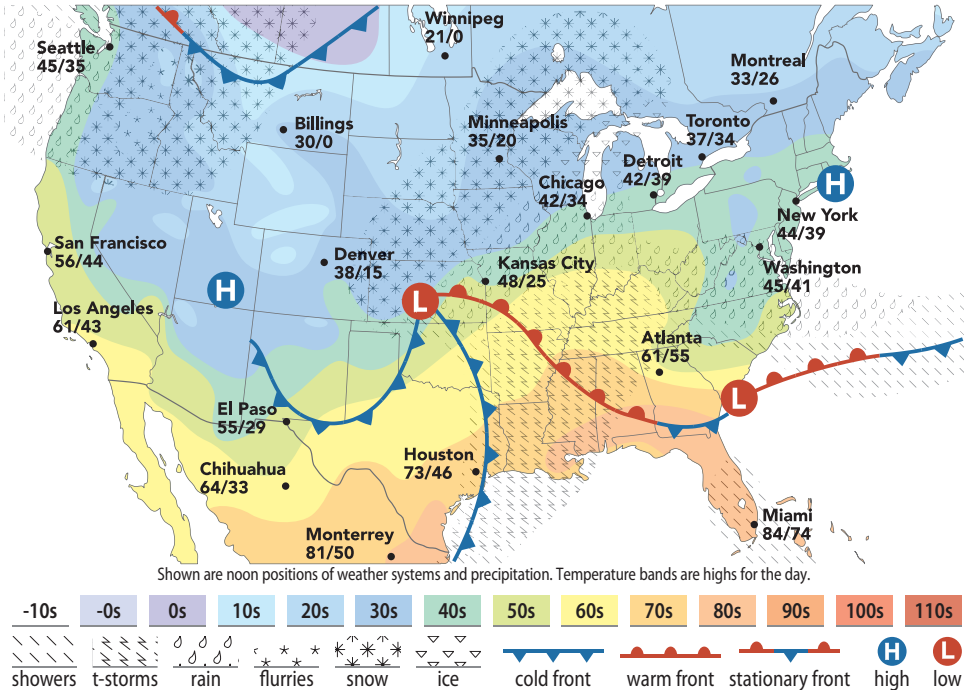 Winnipeg
21/0
Seattle
45/35
Montreal
33/26
Billings
30/0
Minneapolis
35/20
Toronto
37/34
Detroit
42/39
Chicago
42/34
H
New York
44/39
San Francisco
56/44
Denver
38/15
Kansas City
48/25
Washington
45/41
H
L
Los Angeles
61/43
Atlanta
61/55
L
El Paso
55/29
Houston
73/46
Chihuahua
64/33
Miami
84/74
Monterrey
81/50
Shown are noon positions of weather systems and precipitation. Temperature bands are highs for the day.
-10s -0s 0s 10s 20s 30s 40s 50s 60s 70s 80s 90s 100s 110s
H L
showers t-storms rain flurries snow ice cold front warm front stationary front high low